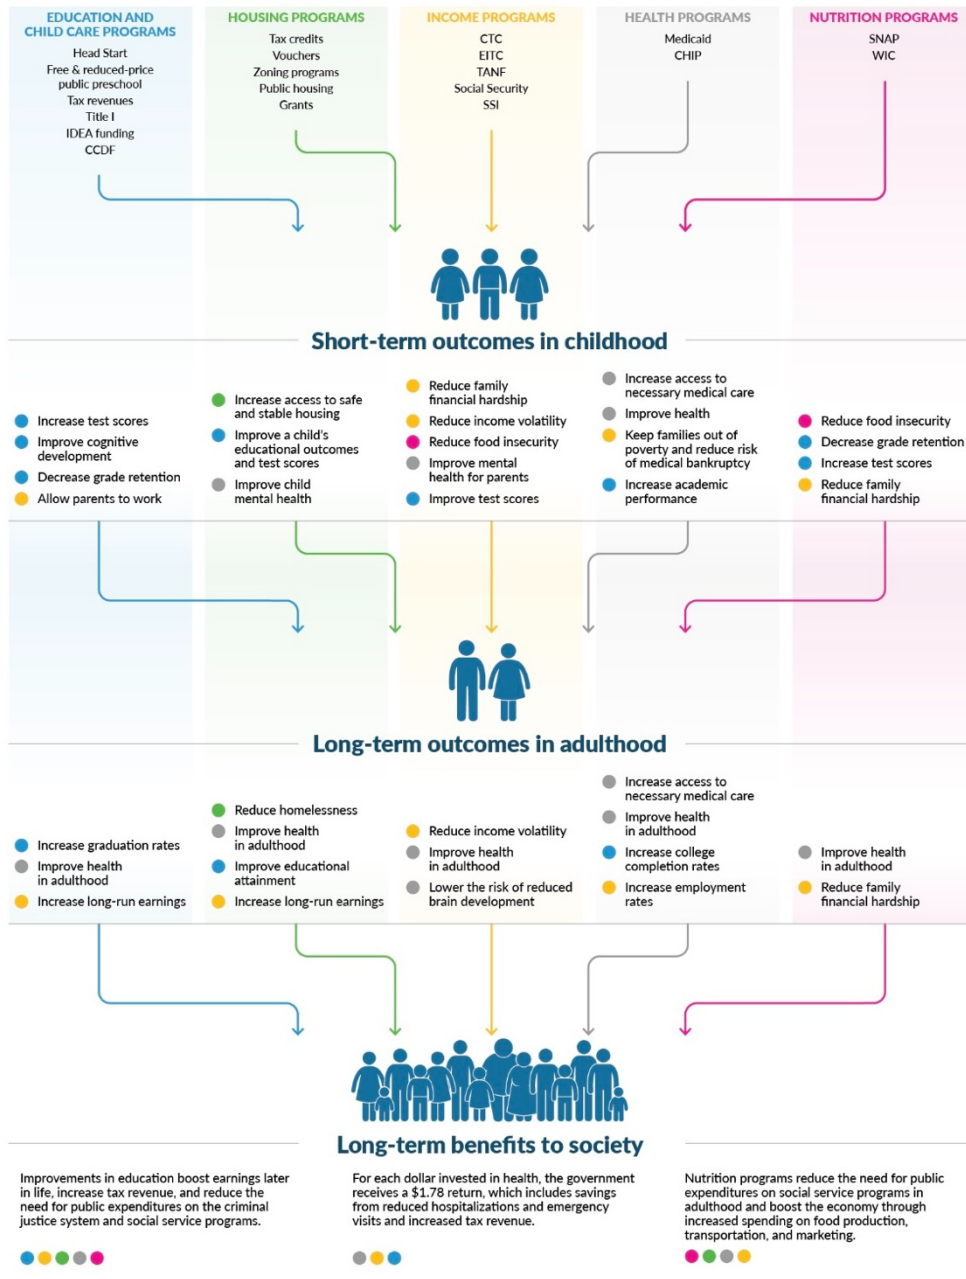 EDUCATION AND
CHILD CARE PROGRAMS
Head Start
Free & reduced-price
public preschool
Tax revenues
Title I
IDEA funding
CCDF
HOUSING PROGRAMS
Tax credits
Vouchers
Zoning programs
Public housing
Grants
INCOME PROGRAMS
CTC
EITC
TANF
Social Security
SSI
HEALTH PROGRAMS
Medicaid
CHIP
NUTRITION PROGRAMS
SNAP
WIC
Short-term outcomes in childhood
Increase test scores
Improve cognitive
development
Decrease grade retention
Allow parents to work
Increase access to safe
and stable housing
Improve a child's
educational outcomes
and test scores
Improve child
mental health
Reduce family
financial hardship
Reduce income volatility
Reduce food insecurity
Improve mental
health for parents
Improve test scores
Increase access to
necessary medical care
Improve health
Keep families out of
poverty and reduce risk
of medical bankruptcy
Increase academic
performance
Reduce food insecurity
Decrease grade retention
Increase test scores
Reduce family
financial hardship
Long-term outcomes in adulthood
Increase graduation rates
Improve health
in adulthood
Increase long-run earnings
Reduce homelessness
Improve health
in adulthood
Improve educational
attainment
Increase long-run earnings
Reduce income volatility
Improve health
in adulthood
Lower the risk of reduced
brain development
Increase access to
necessary medical care
Improve health
in adulthood
Increase college
completion rates
Increase employment
rates
Improve health
in adulthood
Reduce family
financial hardship
Long-term benefits to society
Improvements in education boost earnings later
in life, increase tax revenue, and reduce the
need for public expenditures on the criminal
justice system and social service programs.
For each dollar invested in health, the government
receives a $1.78 return, which includes savings
from reduced hospitalizations and emergency
visits and increased tax revenue.
Nutrition programs reduce the need for public
expenditures on social service programs in
adulthood and boost the economy through
increased spending on food production,
transportation, and marketing.